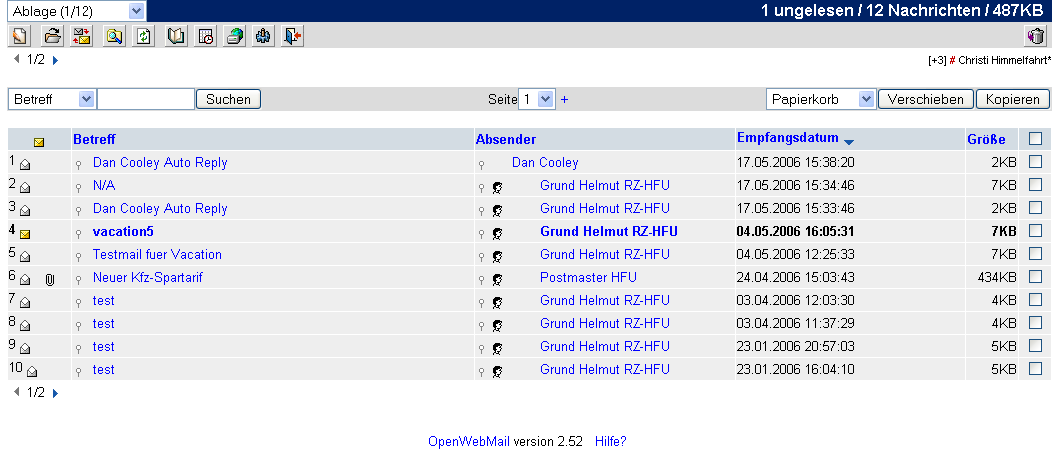 Ablage (1/12) 1 ungelesen / 12 Nachrichten / 487KB
1/2 [+3] # Christi Himmelfahrt*
Betreff Suchen Seite 1 + Papierkorb Verschieben Kopieren
Betreff Absender Empfangsdatum Größe
1 Dan Cooley Auto Reply Dan Cooley 17.05.2006 15:38:20 2KB
2 N/A Grund Helmut RZ-HFU 17.05.2006 15:34:46 7KB
3 Dan Cooley Auto Reply Grund Helmut RZ-HFU 17.05.2006 15:33:46 2KB
4 vacation5 Grund Helmut RZ-HFU 04.05.2006 16:05:31 7KB
5 Testmail fuer Vacation Grund Helmut RZ-HFU 04.05.2006 12:25:33 7KB
6 Neuer Kfz-Spartarif Postmaster HFU 24.04.2006 15:03:43 434KB
7 test Grund Helmut RZ-HFU 03.04.2006 12:03:30 4KB
8 test Grund Helmut RZ-HFU 03.04.2006 11:37:29 4KB
9 test Grund Helmut RZ-HFU 23.01.2006 20:57:03 5KB
10 test Grund Helmut RZ-HFU 23.01.2006 16:04:10 5KB
1/2
OpenWebMail version 2.52 Hilfe?